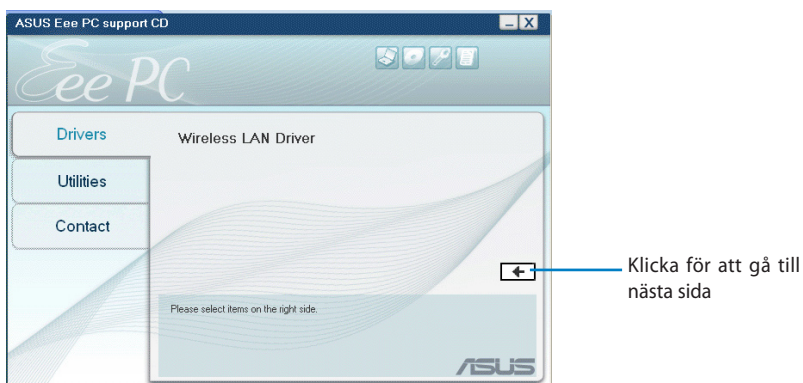 ASUS Eee PC support CD
Eee PC
Drivers
Wireless LAN Driver
Utilities
Contact
Klicka för att gå till
nästa sida
Please select items on the right side.
ASUS